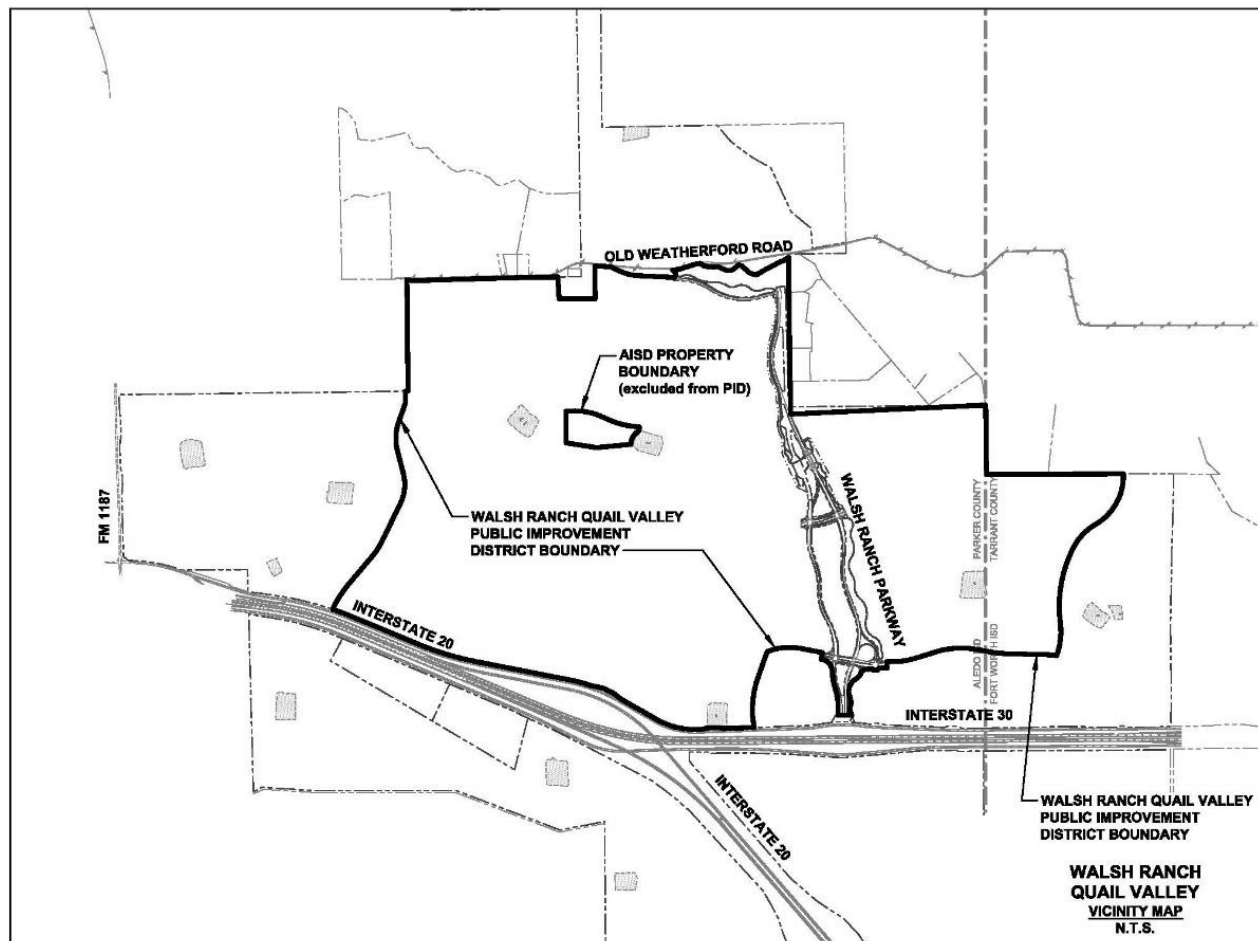 OLD WEATHERFORD ROAD
AISD PROPERTY
BOUNDARY
(excluded from PID)
FM 1187
WALSH RANCH QUAIL VALLEY
PUBLIC IMPROVEMENT
DISTRICT BOUNDARY
WALSH RANCH PARKWAY
PARKER COUNTY
TARRANT COUNTY
INTERSTATE 20
ALEDO ISD
FORT WORTH ISD
INTERSTATE 30
INTERSTATE 20
WALSH RANCH QUAIL VALLEY
PUBLIC IMPROVEMENT
DISTRICT BOUNDARY
WALSH RANCH
QUAIL VALLEY
VICINITY MAP
N.T.S.